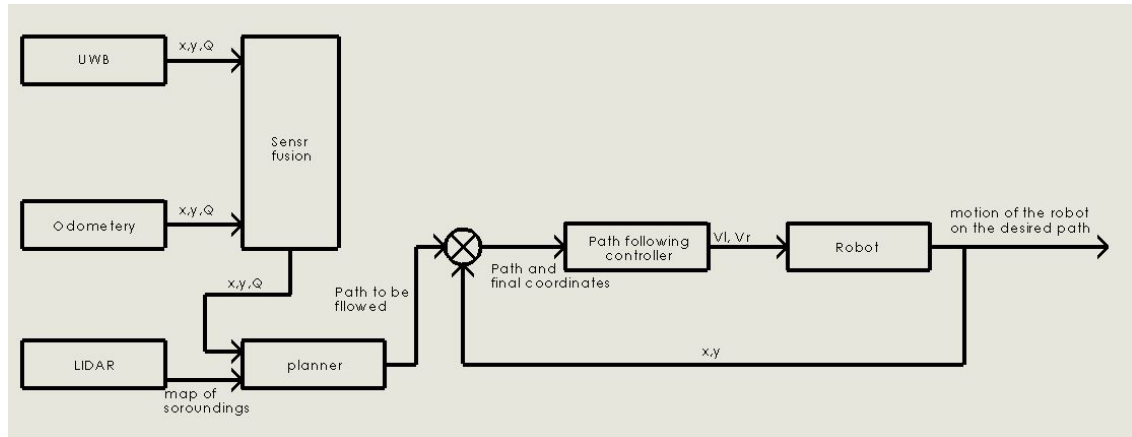 x,y,Q
UWB
Sensr
fusion
x,y,Q
Odometery
x,y,Q
LIDAR
map of
soroundings
planner
Path to be
fllowed
Path and
final coordinates
Path following
controller
Vl, Vr
Robot
motion of the robot
on the desired path
x,y